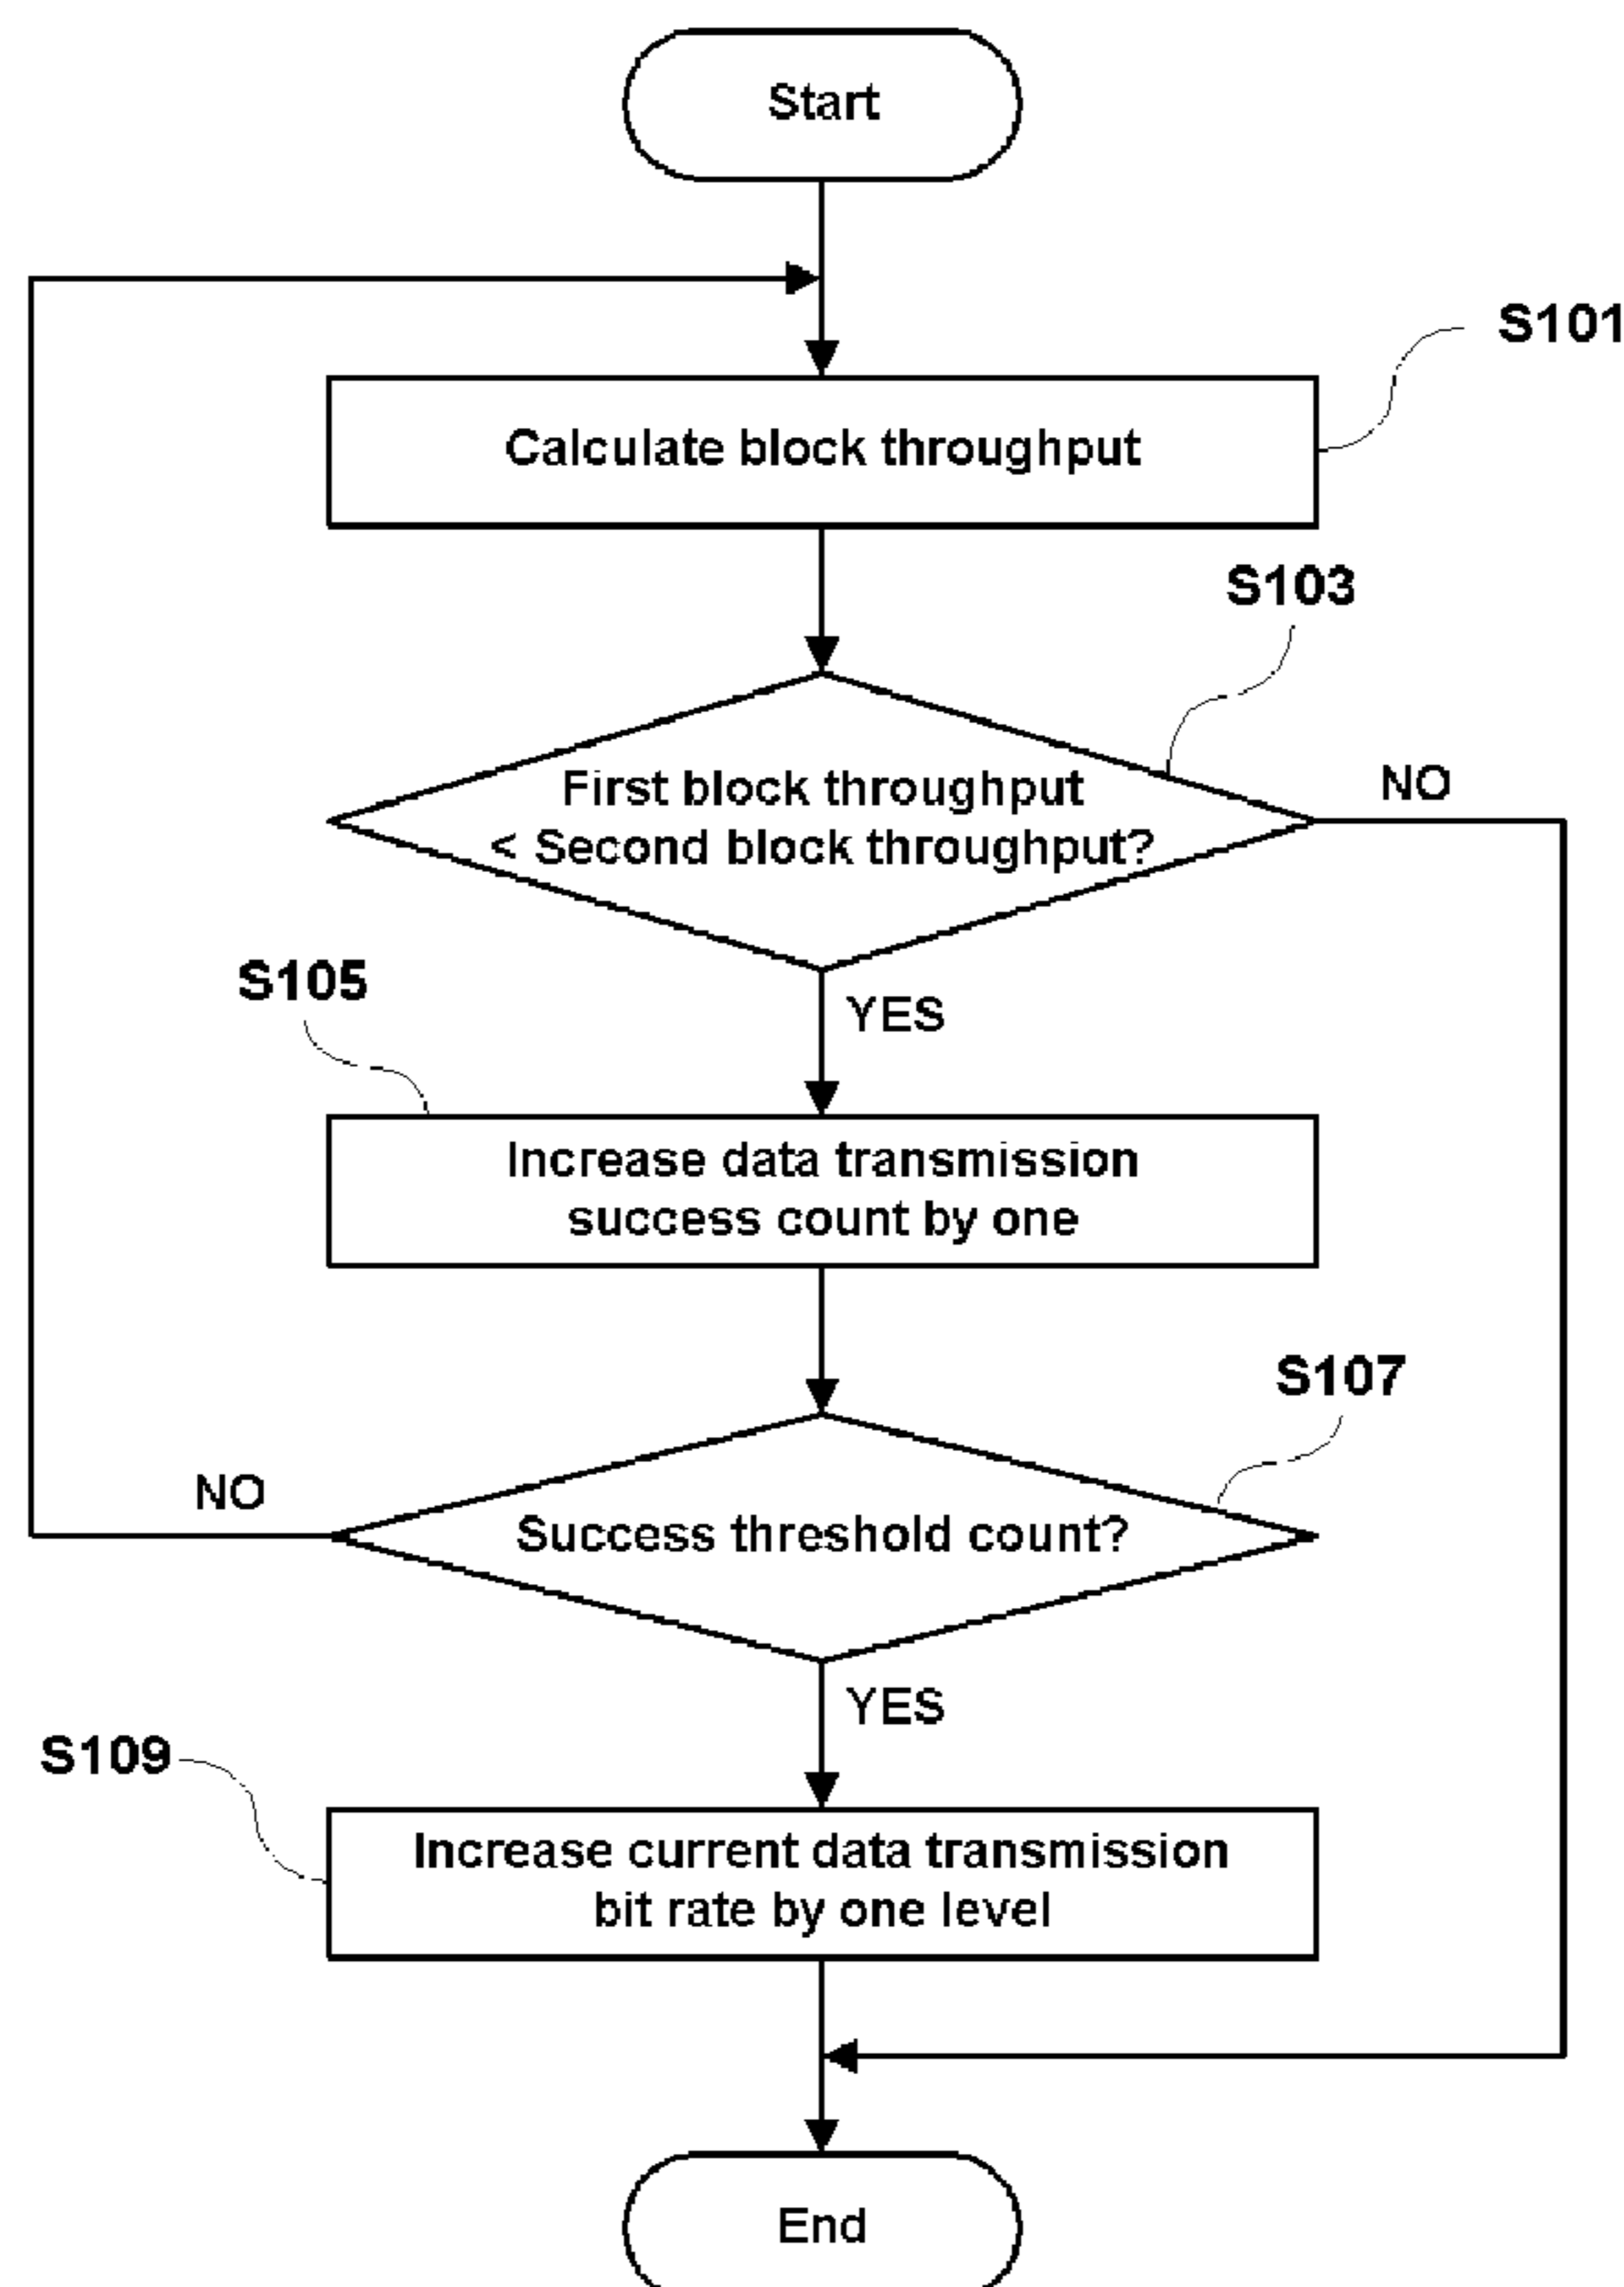 Start
S101
Calculate block throughput
S103
First block throughput
< Second block throughput?
NO
YES
S105
Increase data transmission
success count by one
S107
Success threshold count?
NO
YES
S109
Increase current data transmission
bit rate by one level
End